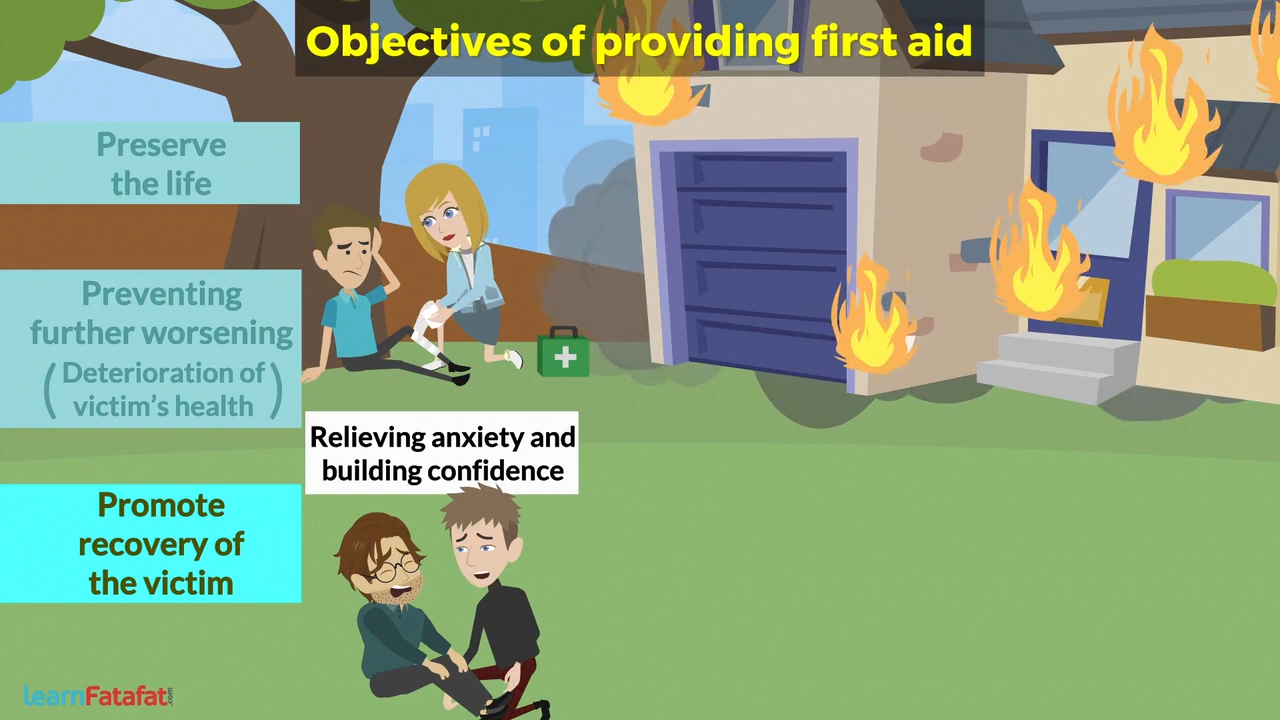 Objectives of providing first aid
Preserve
the life
Preventing
further worsening
(Deterioration of
victim's health)
Relieving anxiety and
building confidence
Promote
recovery of
the victim
learnFatafat.com